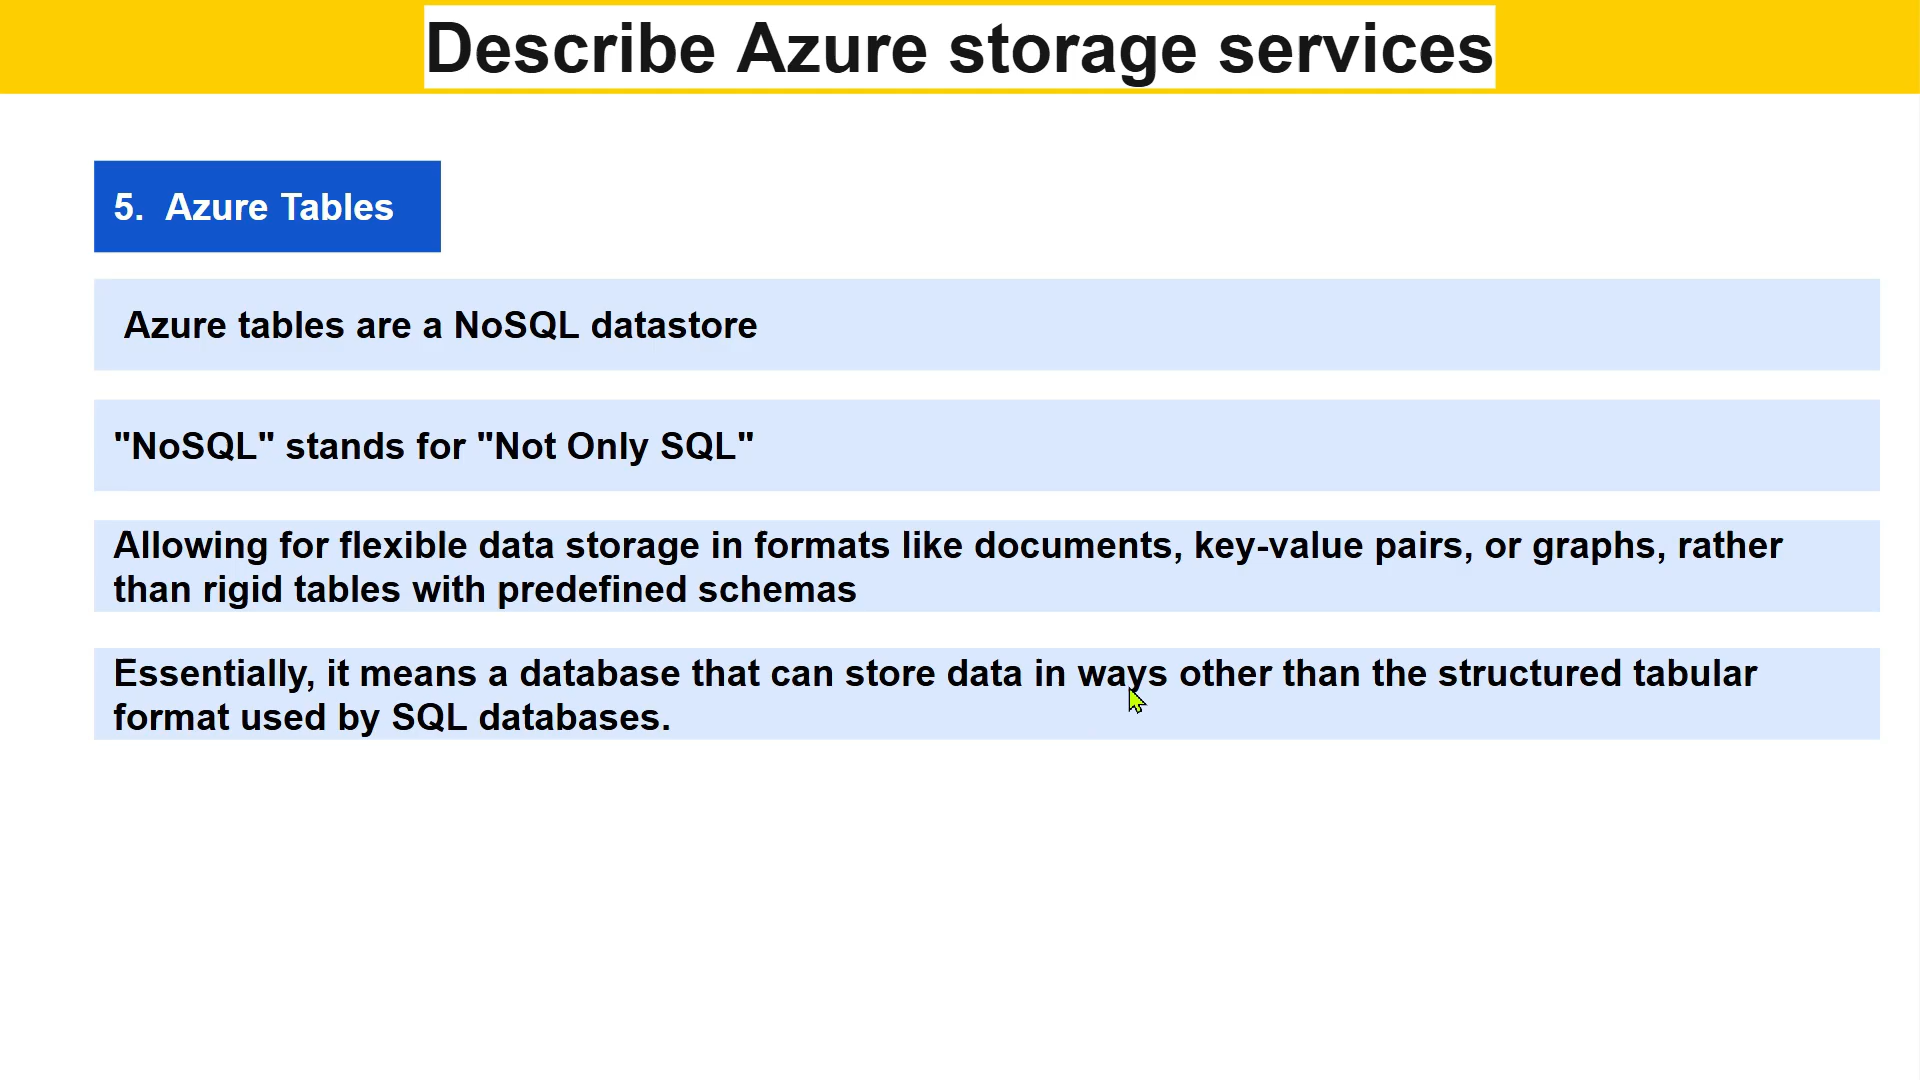 Describe Azure storage services
5. Azure Tables
Azure tables are a NoSQL datastore
"NoSQL" stands for "Not Only SQL"
Allowing for flexible data storage in formats like documents, key-value pairs, or graphs, rather
than rigid tables with predefined schemas
Essentially, it means a database that can store data in ways other than the structured tabular
format used by SQL databases.